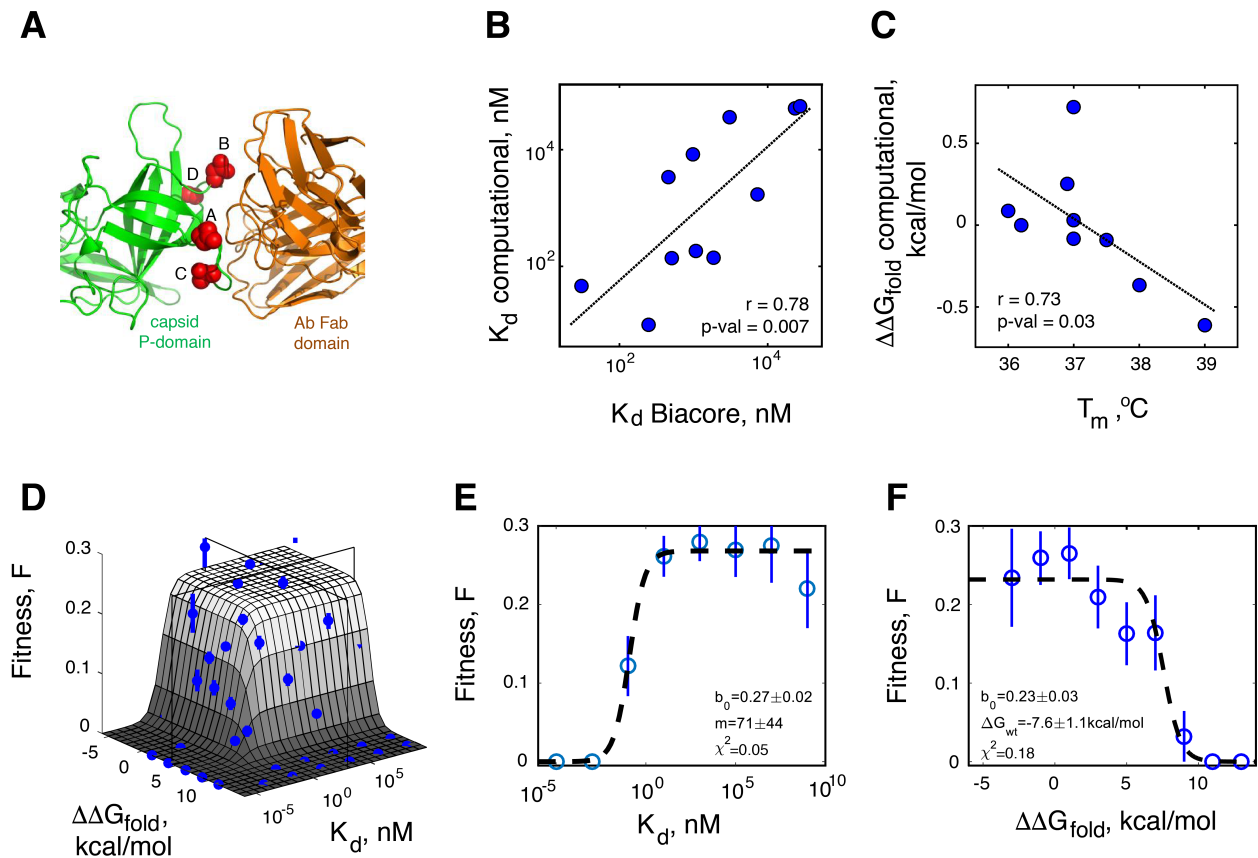 A
B
D
A
C
capsid
P-domain
Ab Fab
domain
B
K_d computational, nM
10^4
10^2
r = 0.78
p-val = 0.007
10^2
10^4
K_d Biacore, nM
C
ΔΔG_fold computational,
kcal/mol
0.5
0
-0.5
r = 0.73
p-val = 0.03
36
37
38
39
T_m ,°C
D
Fitness, F
0.3
0.2
0.1
0
-5
0
5
10
ΔΔG_fold,
kcal/mol
10^-5
10^0
10^5
K_d, nM
E
Fitness, F
0.3
0.2
0.1
0
b_0=0.27±0.02
m=71±44
χ^2=0.05
10^-5
10^0
10^5
10^10
K_d, nM
F
Fitness, F
0.3
0.2
0.1
0
b_0=0.23±0.03
ΔG_wt=-7.6±1.1kcal/mol
χ^2=0.18
-5
0
5
10
ΔΔG_fold, kcal/mol